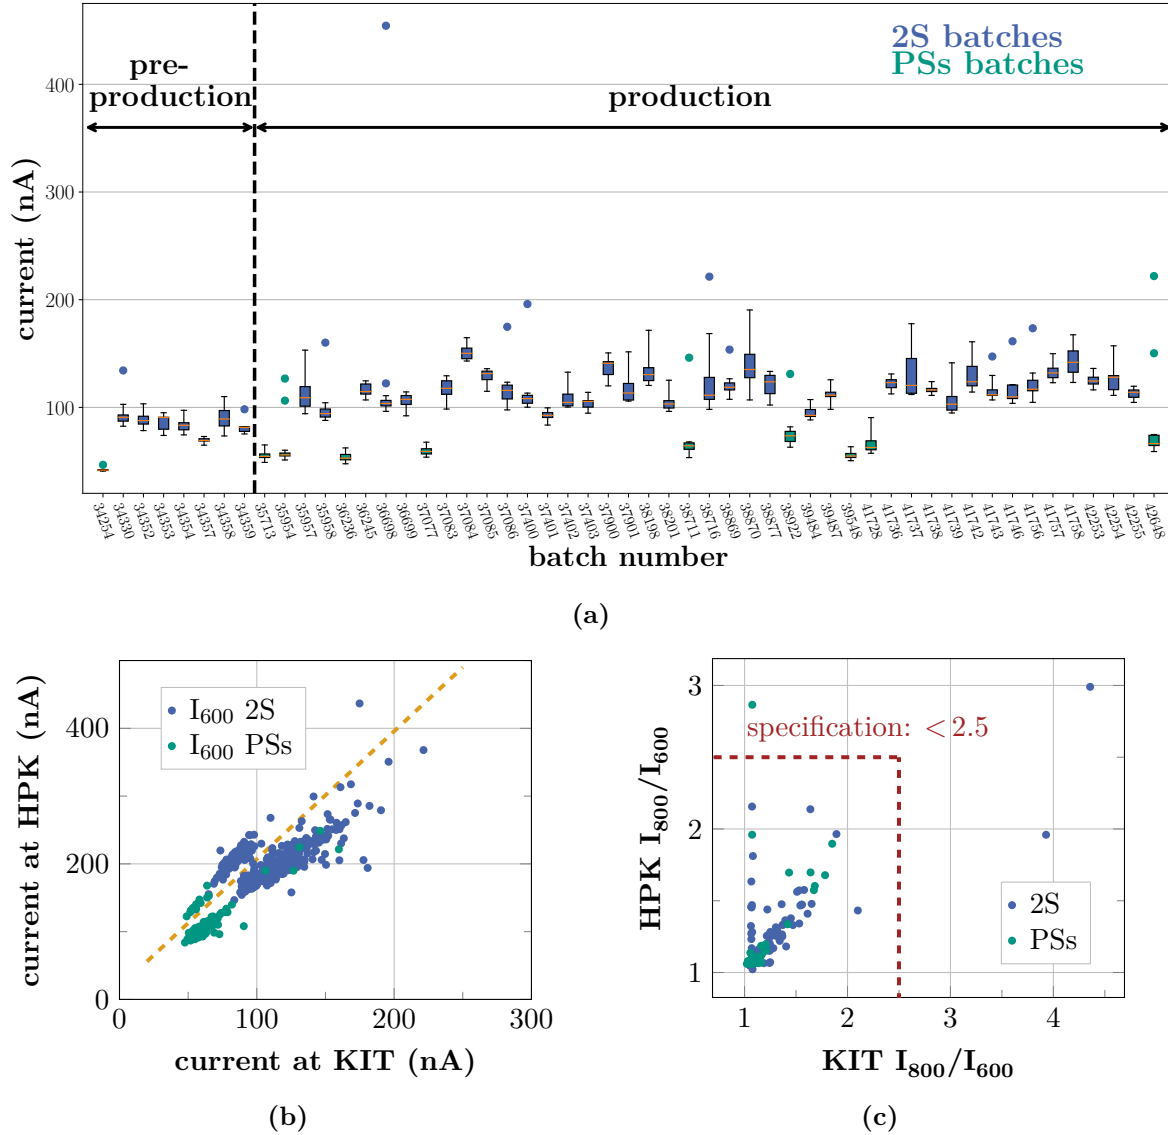 2S batches
PSs batches
pre-
production
production
current (nA)
400
300
200
100
34254 34330 34352 34353 34354 34357 34358 34359 35713 35954 35957 35958 36236 36245 36698 36699 37077 37083 37084 37085 37086 37400 37401 37402 37403 37900 37901 38198 38201 38711 38716 38869 38870 38877 38922 39484 39487 39548 41728 41736 41737 41738 41739 41742 41743 41746 41756 41757 41758 42253 42254 42255 42648
batch number
(a)
current at HPK (nA)
400
200
0
I600 2S
I600 PSs
0 100 200 300
current at KIT (nA)
(b)
HPK I800/I600
3
2
1
specification: < 2.5
2S
PSs
1 2 3 4
KIT I800/I600
(c)